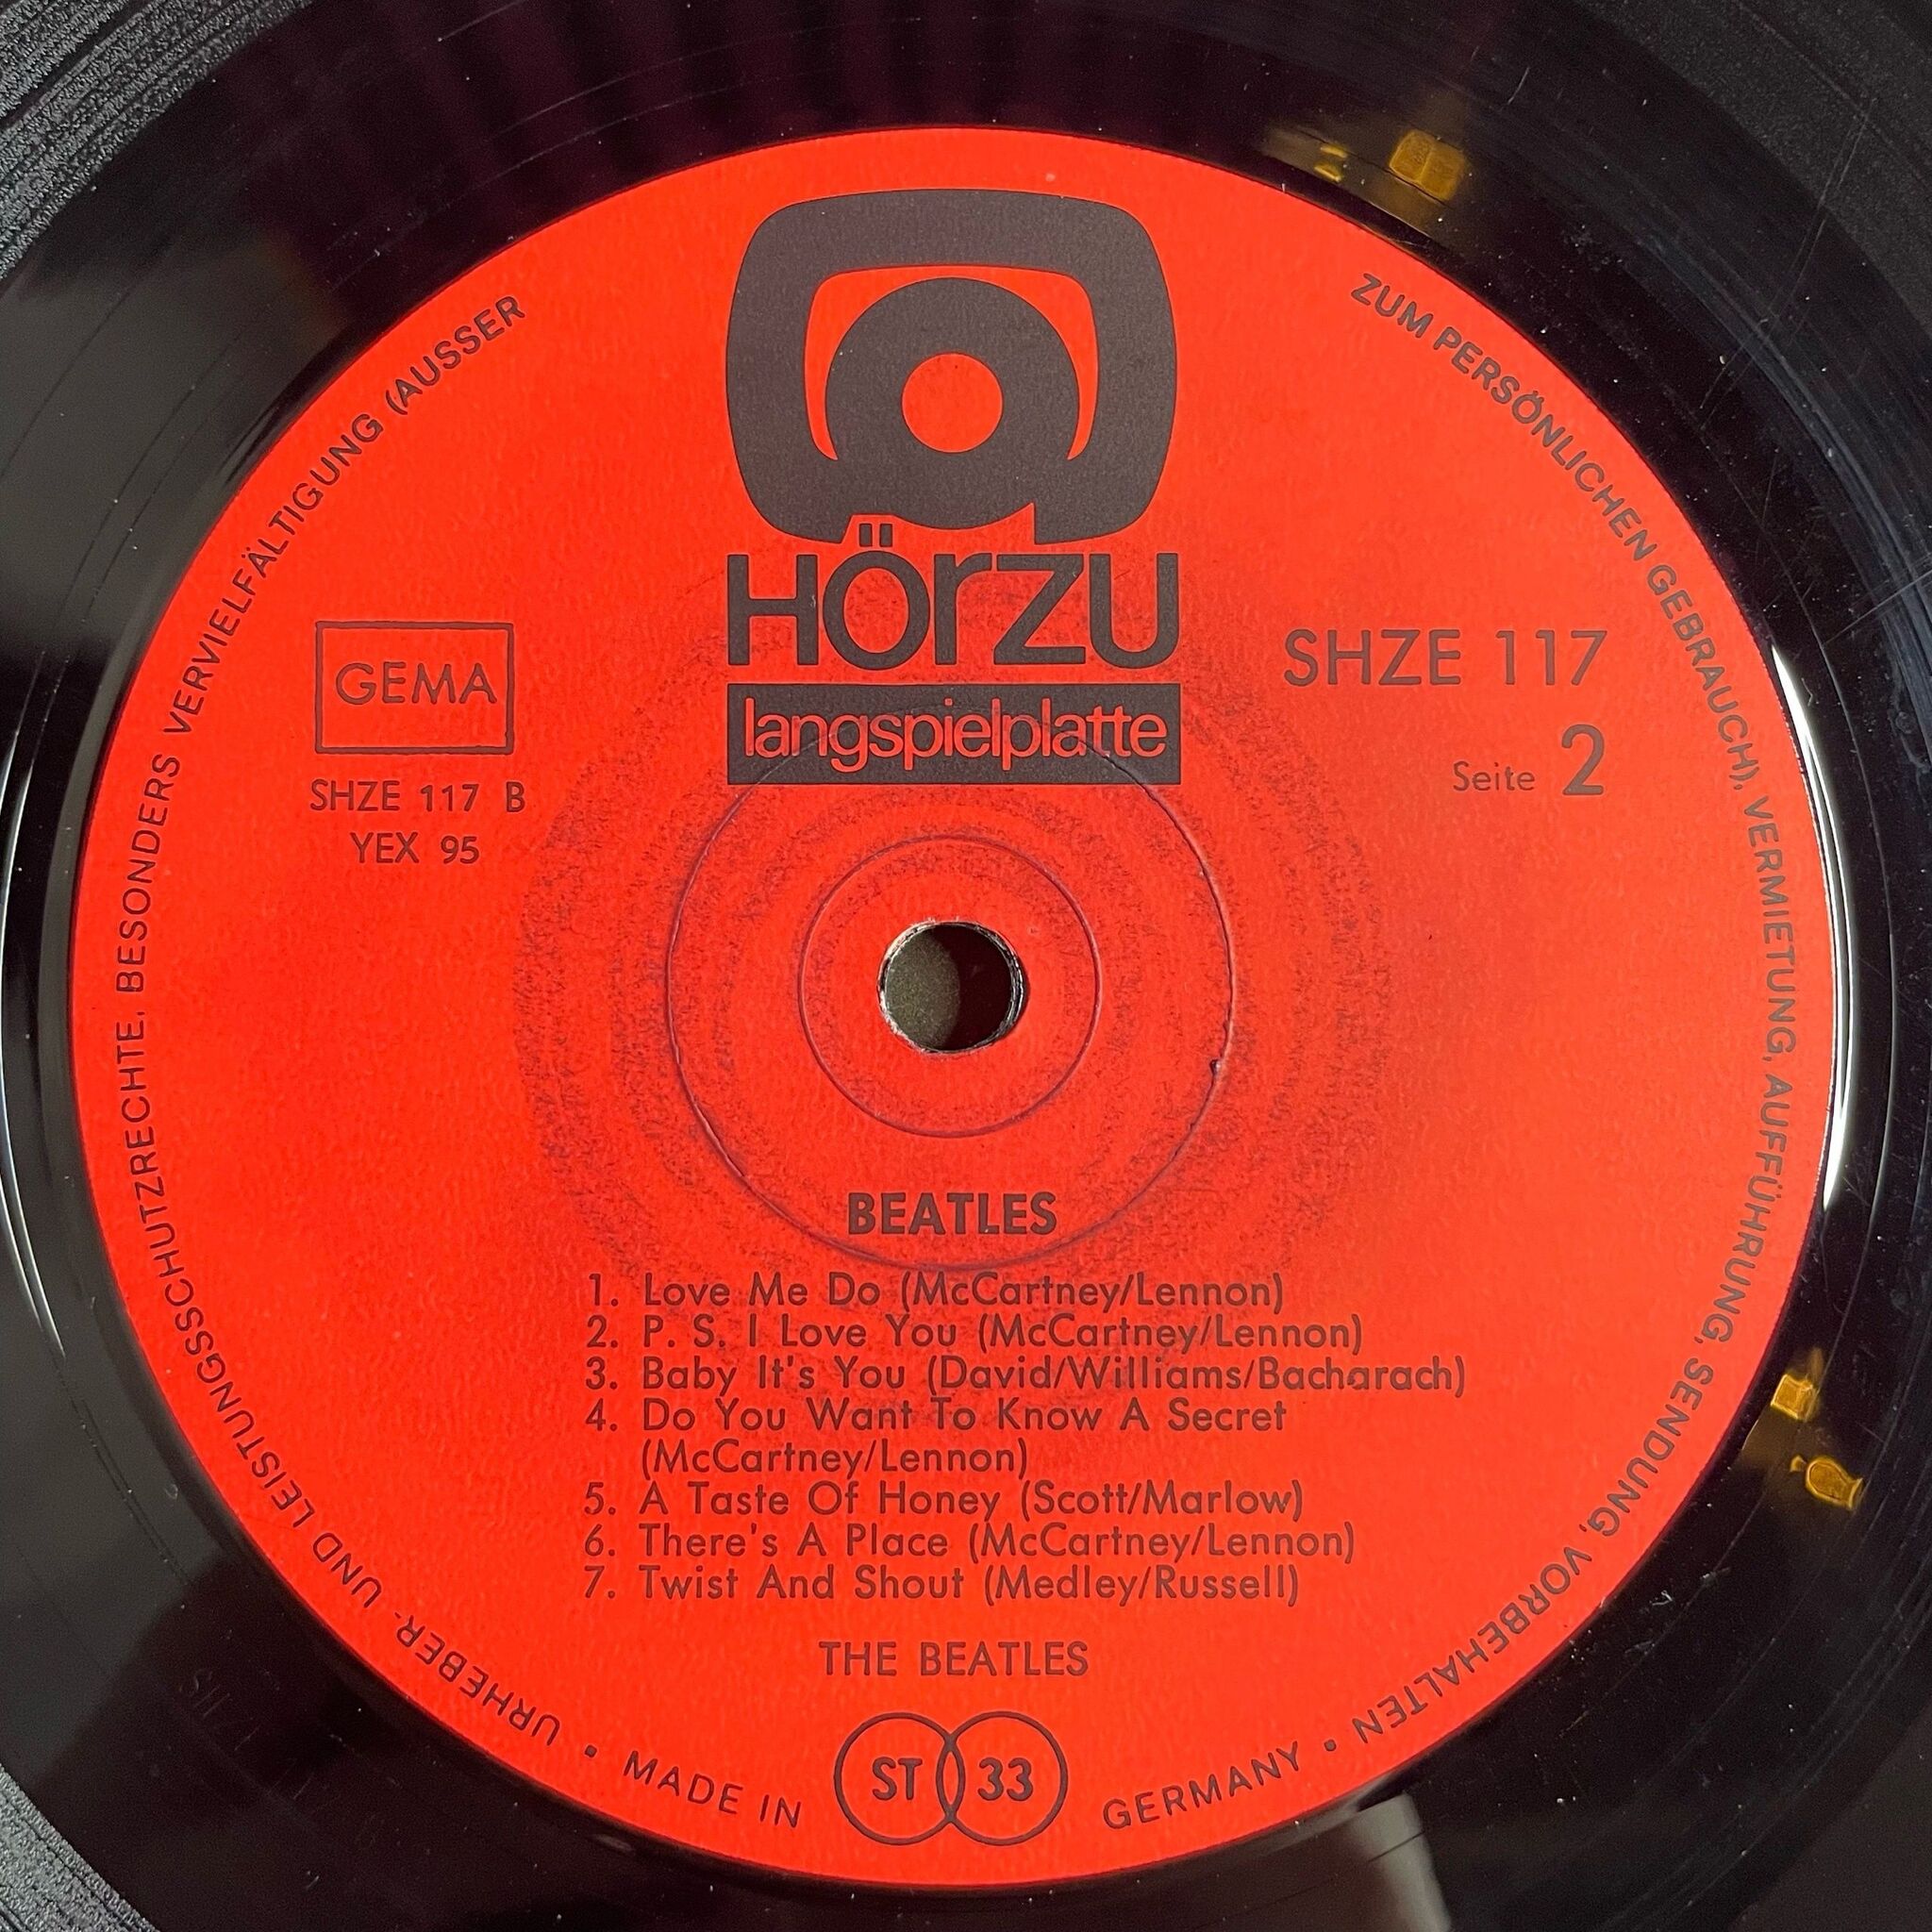 HÖrzu
langspielplatte
GEMA
SHZE 117 B
YEX 95
SHZE 117
Seite 2
BEATLES
1. Love Me Do (McCartney/Lennon)
2. P. S. I Love You (McCartney/Lennon)
3. Baby It's You (David/Williams/Bacharach)
4. Do You Want To Know A Secret
(McCartney/Lennon)
5. A Taste Of Honey (Scott/Marlow)
6. There's A Place (McCartney/Lennon)
7. Twist And Shout (Medley/Russell)
THE BEATLES
ST 33
URHEBER- UND LEISTUNGSSCHUTZRECHTE, BESONDERS VERVIELFÄLTIGUNG (AUSSER
ZUM PERSÖNLICHEN GEBRAUCH), VERMIETUNG, AUFFÜHRUNG, SENDUNG, VORBEHALTEN
• MADE IN GERMANY •